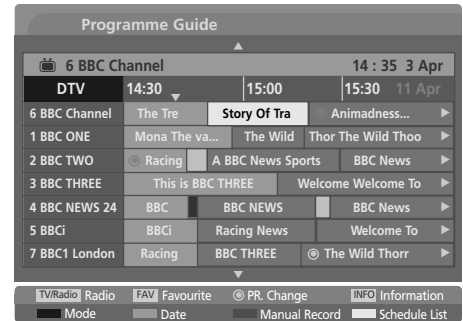 Programme Guide
6 BBC Channel 14 : 35 3 Apr
DTV 14:30 15:00 15:30 11 Apr
6 BBC Channel The Tre Story Of Tra Animadness...
1 BBC ONE Mona The va... The Wild Thor The Wild Thoo
2 BBC TWO Racing A BBC News Sports BBC News
3 BBC THREE This is BBC THREE Welcome Welcome To
4 BBC NEWS 24 BBC BBC NEWS BBC News
5 BBCi BBCi Racing News Welcome To
7 BBC1 London Racing BBC THREE The Wild Thorr
TV/Radio Radio FAV Favourite PR. Change INFO Information
Mode Date Manual Record Schedule List